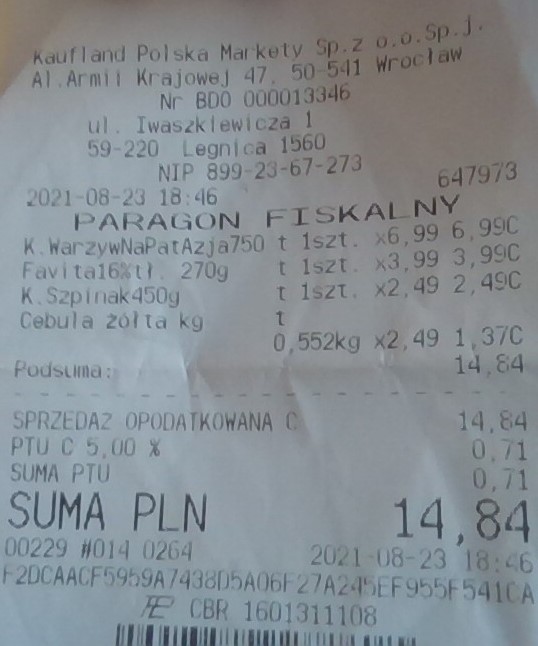 Kaufland Polska Markety Sp.z o.o.Sp.j.
Al.Armii Krajowej 47, 50-541 Wrocław
Nr BDO 000013346
ul. Iwaszkiewicza 1
59-220 Legnica 1560
NIP 899-23-67-273
2021-08-23 18:46 647973
PARAGON FISKALNY
K.WarzywNaPatAzja750 t 1szt. x6,99 6,99C
Favita16%tł. 270g t 1szt. x3,99 3,99C
K.Szpinak450g t 1szt. x2,49 2,49C
Cebula żółta kg t
0,552kg x2,49 1,37C
Podsuma: 14,84
SPRZEDAŻ OPODATKOWANA C 14,84
PTU C 5,00 % 0,71
SUMA PTU 0,71
SUMA PLN 14,84
00229 #014 0264 2021-08-23 18:46
F2DCAACF5959A7438D5A06F27A245EF955F541CA
CBR 1601311108